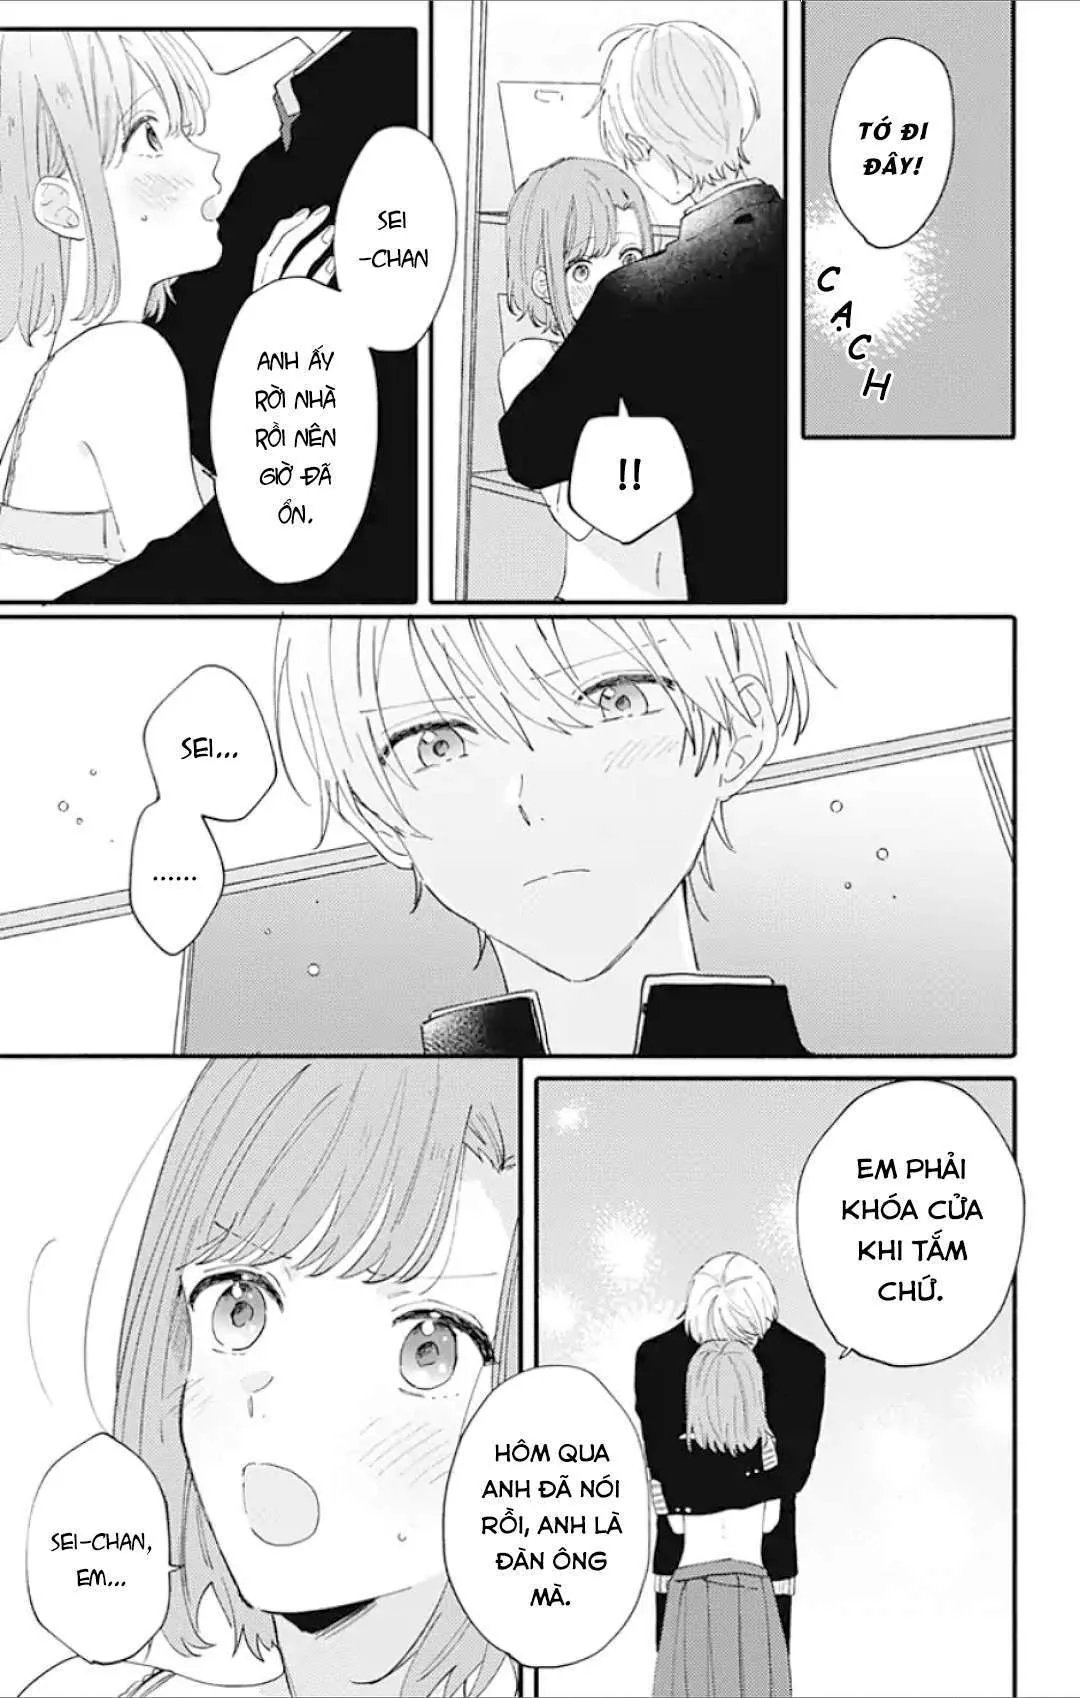 TỚ ĐI
ĐÂY!
CẠCH
!!
SEI
-CHAN
ANH ẤY
RỜI NHÀ
RỒI NÊN
GIỜ ĐÃ
ỔN.
SEI...
......
EM PHẢI
KHÓA CỬA
KHI TẮM
CHỨ.
HÔM QUA
ANH ĐÃ NÓI
RỒI, ANH LÀ
ĐÀN ÔNG
MÀ.
SEI-CHAN,
EM...